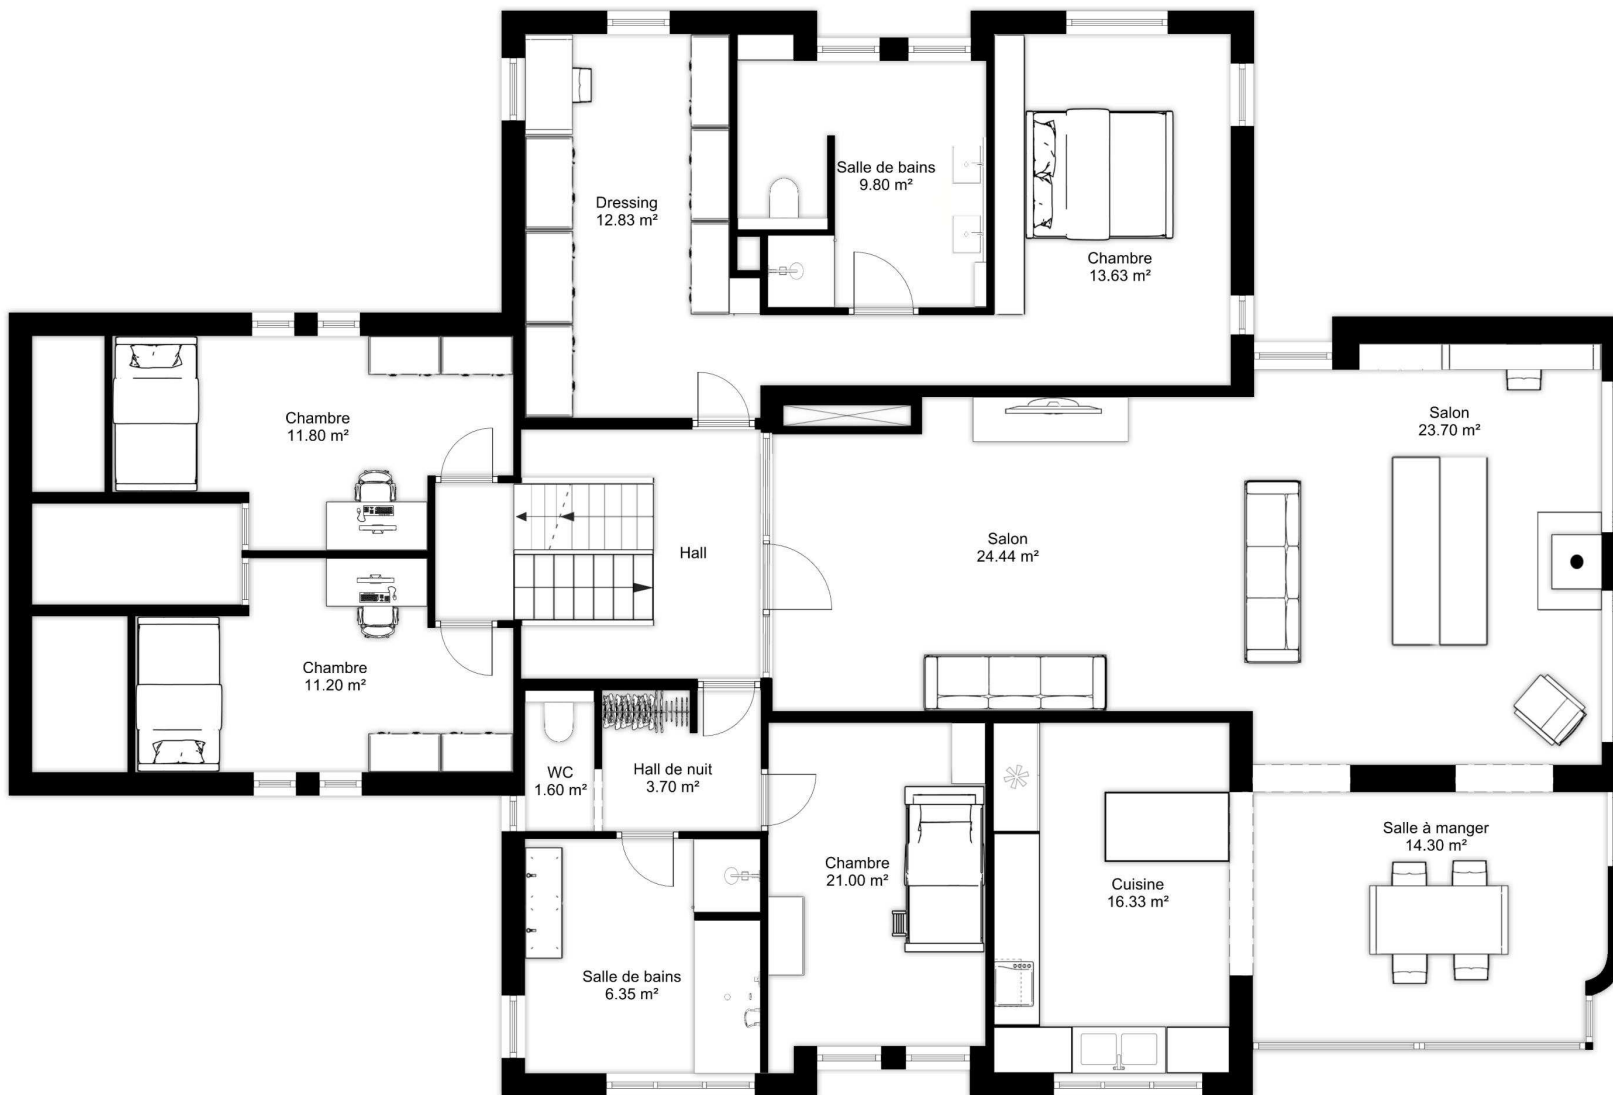 Salle de bains
9.80 m²
Dressing
12.83 m²
Chambre
13.63 m²
Chambre
11.80 m²
Salon
23.70 m²
Hall
Salon
24.44 m²
Chambre
11.20 m²
WC
1.60 m²
Hall de nuit
3.70 m²
Salle à manger
14.30 m²
Chambre
21.00 m²
Cuisine
16.33 m²
Salle de bains
6.35 m²